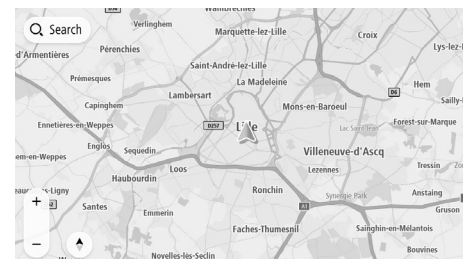 Wambrechies
Verlinghem
Search
Marquette-lez-Lille
Croix
Pérenchies
Lys-lez-
d'Armentières
Saint-André-lez-Lille
Prémesques
La Madeleine
Hem
Lambersart
D6
Capinghem
Mons-en-Baroeul
Sailly-
Ennetières-en-Weppes
D257
Lille
Forest-sur-Marque
Englos
Sequedin
Villeneuve-d'Ascq
em-en-Weppes
Loos
Lezennes
Tressin
Haubourdin
Ronchin
Synergie Park
Anstaing
-Ligny
+
Santes
A1
Gruson
Emmerin
Faches-Thumesnil
Sainghin-en-Mélantois
−
Bouvines
Noyelles-lès-Seclin